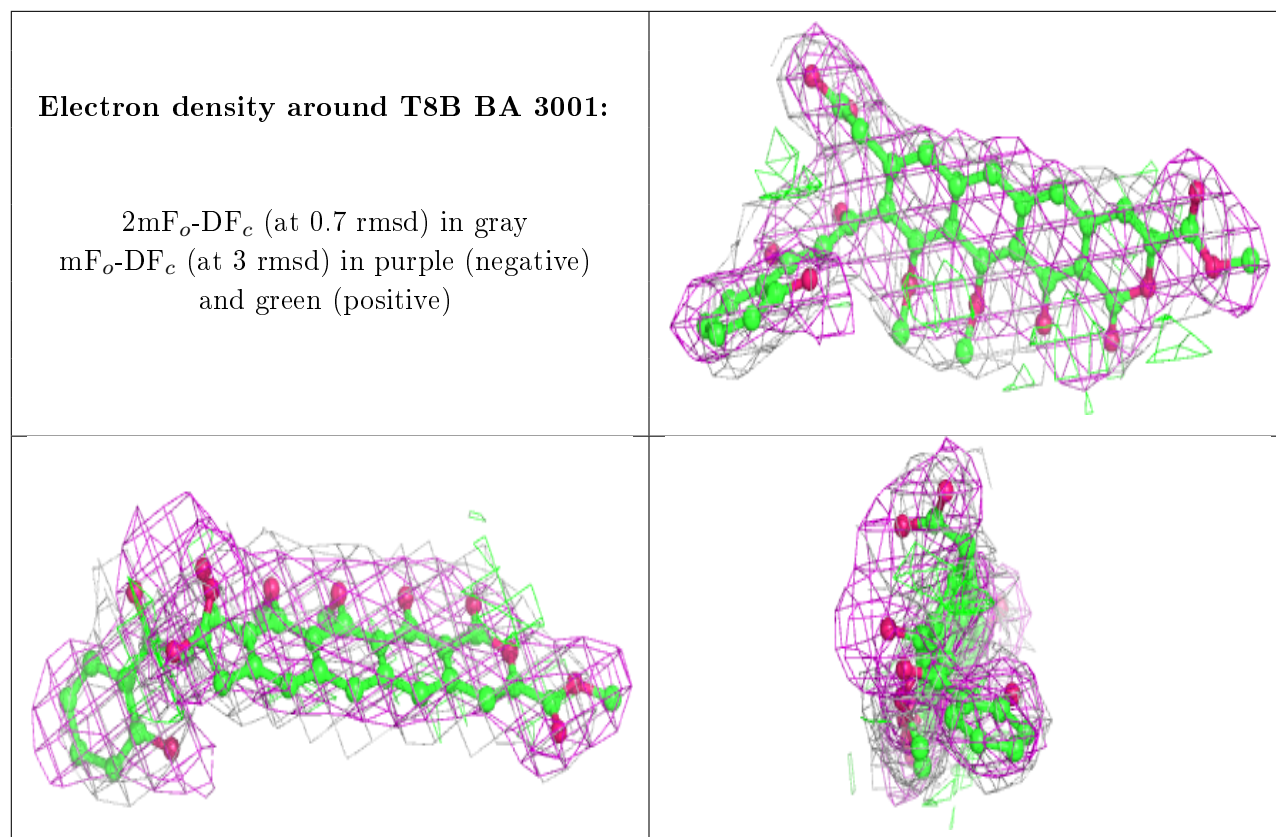 Electron density around T8B BA 3001:
2mFₒ-DF𝒸 (at 0.7 rmsd) in gray
mFₒ-DF𝒸 (at 3 rmsd) in purple (negative)
and green (positive)